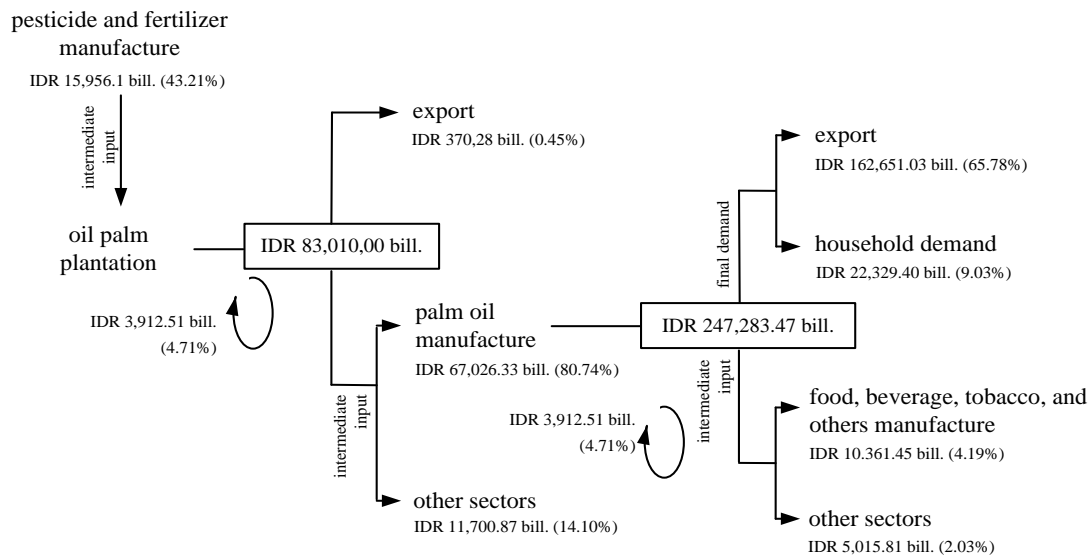 pesticide and fertilizer
manufacture
IDR 15,956.1 bill. (43.21%)
intermediate
input
oil palm
plantation
IDR 3,912.51 bill.
(4.71%)
IDR 83,010,00 bill.
export
IDR 370,28 bill. (0.45%)
intermediate
input
palm oil
manufacture
IDR 67,026.33 bill. (80.74%)
other sectors
IDR 11,700.87 bill. (14.10%)
IDR 3,912.51 bill.
(4.71%)
IDR 247,283.47 bill.
final demand
export
IDR 162,651.03 bill. (65.78%)
household demand
IDR 22,329.40 bill. (9.03%)
intermediate
input
food, beverage, tobacco, and
others manufacture
IDR 10.361.45 bill. (4.19%)
other sectors
IDR 5,015.81 bill. (2.03%)